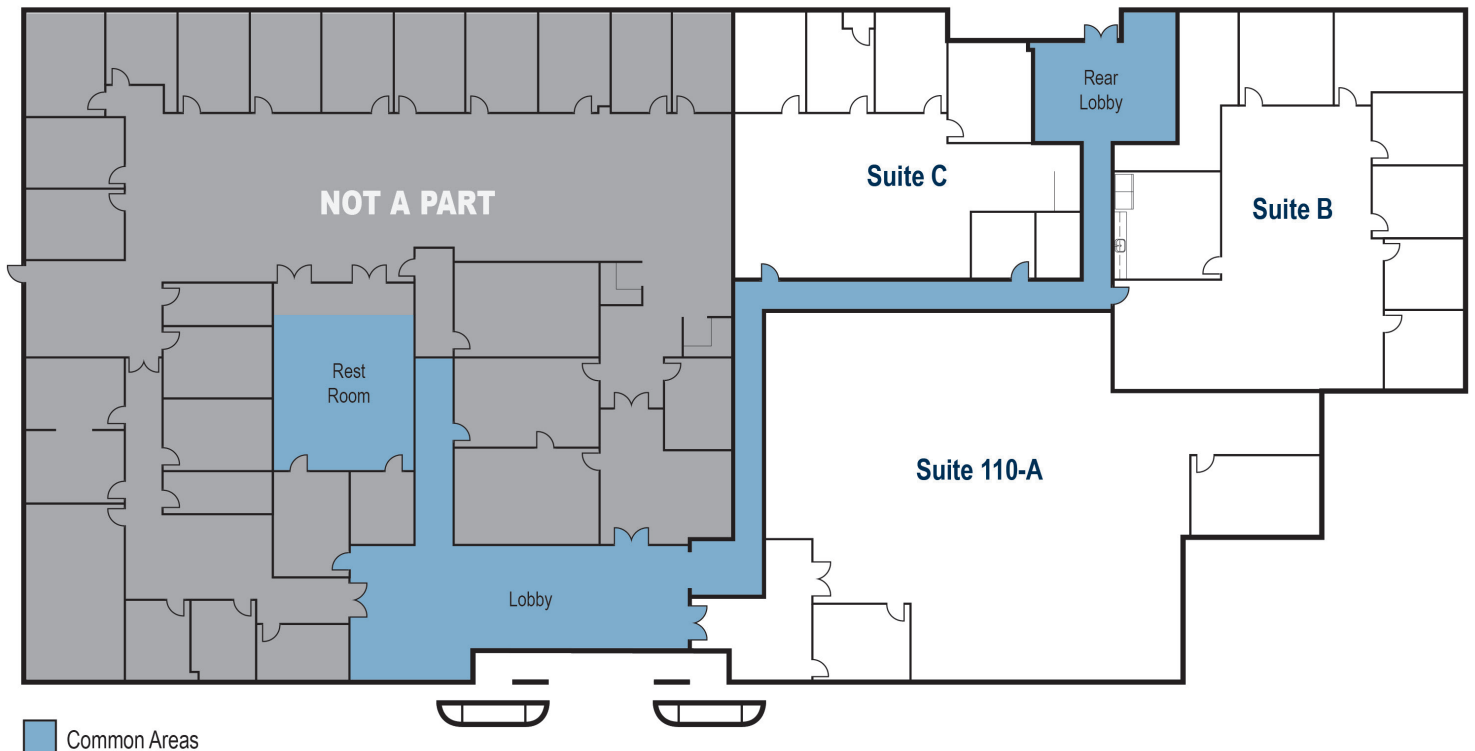 Rear
Lobby
Suite C
NOT A PART
Suite B
Rest
Room
Suite 110-A
Lobby
Common Areas